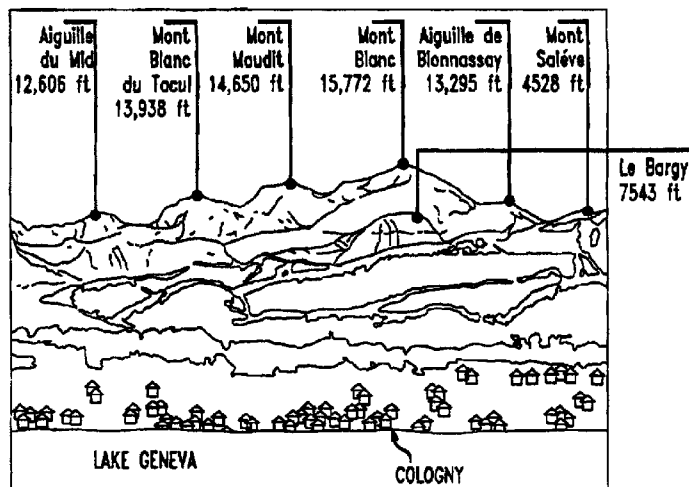 Aiguille
du Mid
12,606 ft
Mont
Blanc
du Tacul
13,938 ft
Mont
Maudit
14,650 ft
Mont
Blanc
15,772 ft
Aiguille de
Bionnassay
13,295 ft
Mont
Saléve
4528 ft
Le Bargy
7543 ft
LAKE GENEVA
COLOGNY